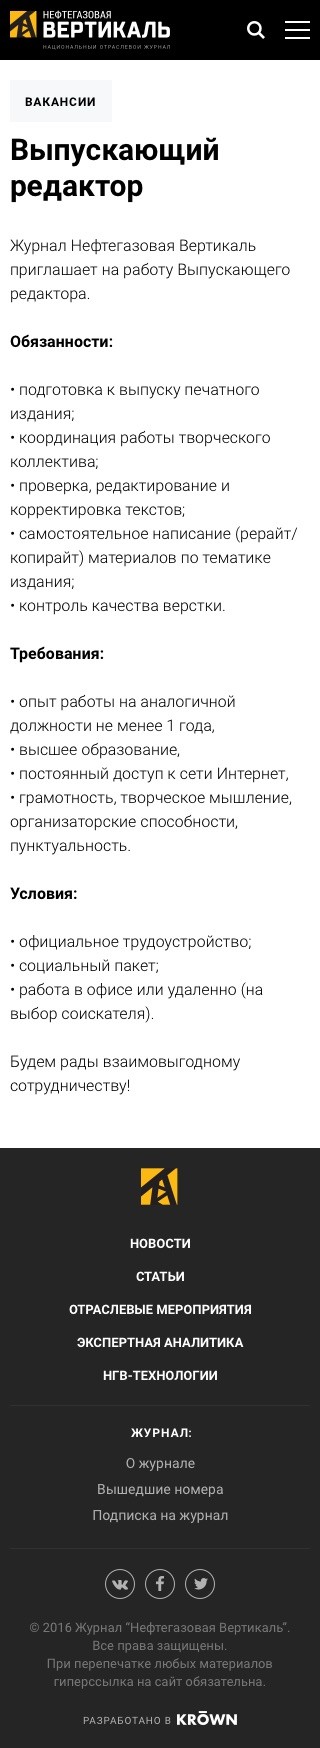 НЕФТЕГАЗОВАЯ
ВЕРТИКАЛЬ
НАЦИОНАЛЬНЫЙ ОТРАСЛЕВОЙ ЖУРНАЛ
ВАКАНСИИ
Выпускающий
редактор
Журнал Нефтегазовая Вертикаль
приглашает на работу Выпускающего
редактора.
Обязанности:
• подготовка к выпуску печатного
издания;
• координация работы творческого
коллектива;
• проверка, редактирование и
корректировка текстов;
• самостоятельное написание (рерайт/
копирайт) материалов по тематике
издания;
• контроль качества верстки.
Требования:
• опыт работы на аналогичной
должности не менее 1 года,
• высшее образование,
• постоянный доступ к сети Интернет,
• грамотность, творческое мышление,
организаторские способности,
пунктуальность.
Условия:
• официальное трудоустройство;
• социальный пакет;
• работа в офисе или удаленно (на
выбор соискателя).
Будем рады взаимовыгодному
сотрудничеству!
НОВОСТИ
СТАТЬИ
ОТРАСЛЕВЫЕ МЕРОПРИЯТИЯ
ЭКСПЕРТНАЯ АНАЛИТИКА
НГВ-ТЕХНОЛОГИИ
ЖУРНАЛ:
О журнале
Вышедшие номера
Подписка на журнал
© 2016 Журнал “Нефтегазовая Вертикаль”.
Все права защищены.
При перепечатке любых материалов
гиперссылка на сайт обязательна.
РАЗРАБОТАНО В KRŌWN